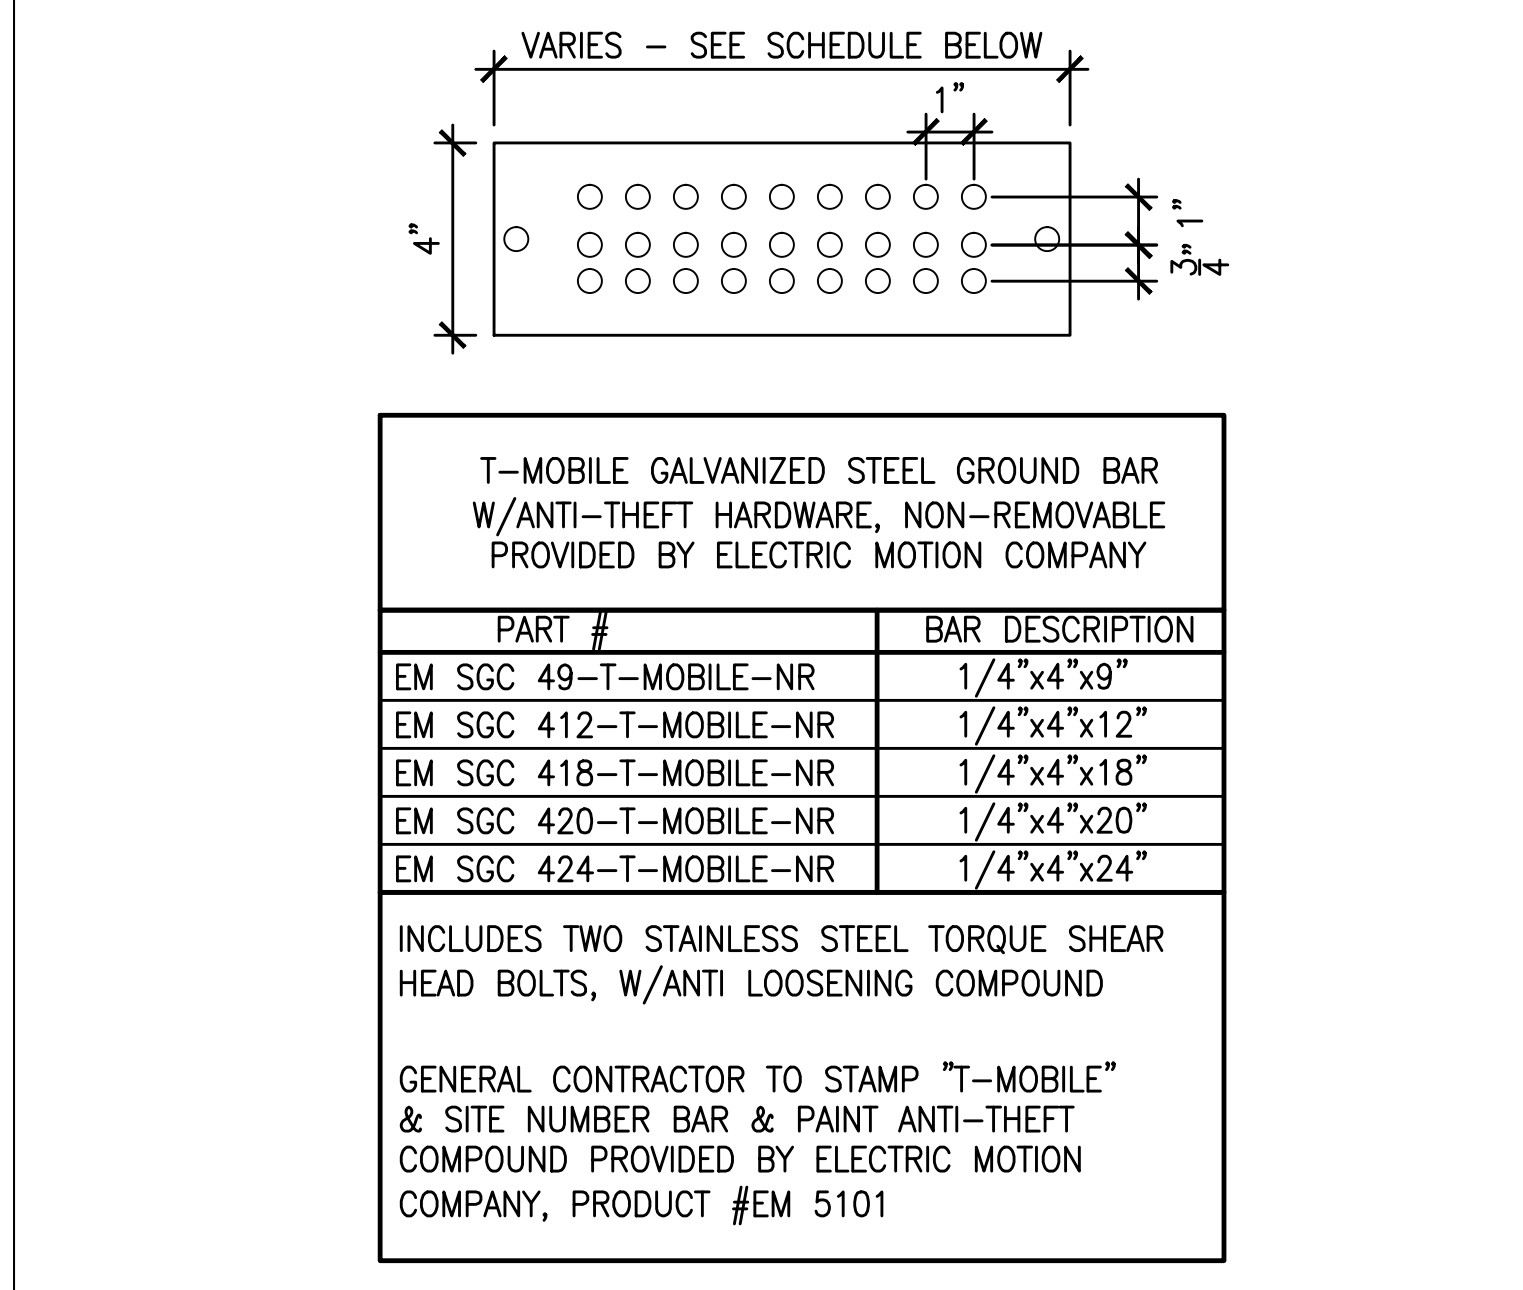 VARIES - SEE SCHEDULE BELOW
1"
4"
1"
3/4"
T-MOBILE GALVANIZED STEEL GROUND BAR
W/ANTI-THEFT HARDWARE, NON-REMOVABLE
PROVIDED BY ELECTRIC MOTION COMPANY
PART # BAR DESCRIPTION
EM SGC 49-T-MOBILE-NR 1/4"x4"x9"
EM SGC 412-T-MOBILE-NR 1/4"x4"x12"
EM SGC 418-T-MOBILE-NR 1/4"x4"x18"
EM SGC 420-T-MOBILE-NR 1/4"x4"x20"
EM SGC 424-T-MOBILE-NR 1/4"x4"x24"
INCLUDES TWO STAINLESS STEEL TORQUE SHEAR
HEAD BOLTS, W/ANTI LOOSENING COMPOUND
GENERAL CONTRACTOR TO STAMP "T-MOBILE"
& SITE NUMBER BAR & PAINT ANTI-THEFT
COMPOUND PROVIDED BY ELECTRIC MOTION
COMPANY, PRODUCT #EM 5101